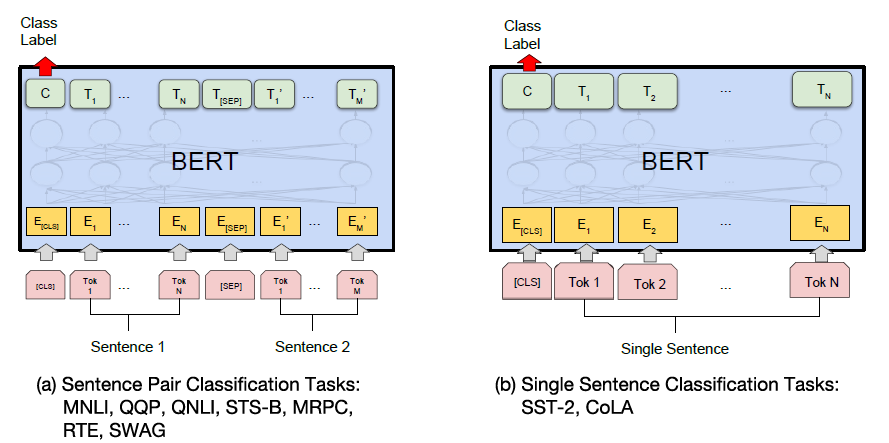 Class
Label
C T1 ... TN T[SEP] T1’ ... TM’
BERT
E[CLS] E1 ... EN E[SEP] E1’ ... EM’
[CLS] Tok 1 ... Tok N [SEP] Tok 1 ... Tok M
Sentence 1 Sentence 2
(a) Sentence Pair Classification Tasks:
MNLI, QQP, QNLI, STS-B, MRPC,
RTE, SWAG
Class
Label
C T1 T2 ... TN
BERT
E[CLS] E1 E2 ... EN
[CLS] Tok 1 Tok 2 ... Tok N
Single Sentence
(b) Single Sentence Classification Tasks:
SST-2, CoLA